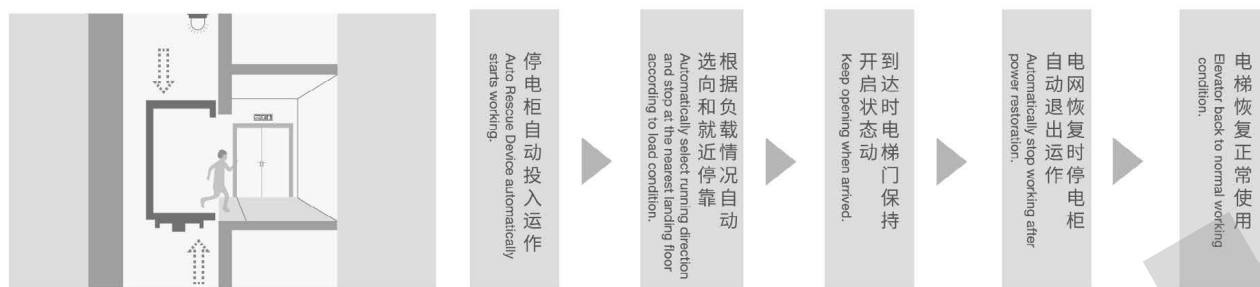 停电柜自动投入运作
Auto Rescue Device automatically
starts working.
根据负载情况自动
选向和就近停靠
Automatically select running direction
and stop at the nearest landing floor
according to load condition.
到达时电梯门保持
开启状态动
Keep opening when arrived.
电网恢复时停电柜
自动退出运作
Automatically stop working after
power restoration.
电梯恢复正常使用
Elevator back to normal working
condition.